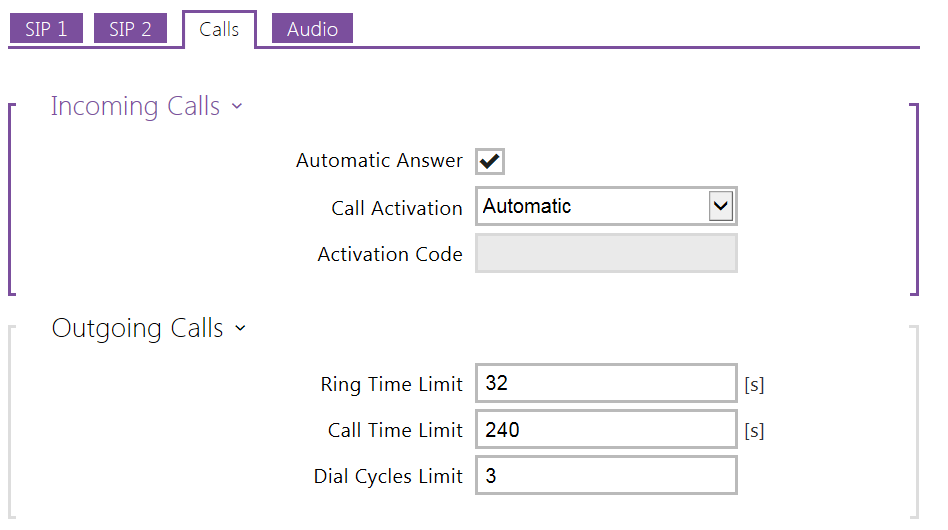 SIP 1 SIP 2 Calls Audio
Incoming Calls
Automatic Answer
Call Activation Automatic
Activation Code
Outgoing Calls
Ring Time Limit 32 [s]
Call Time Limit 240 [s]
Dial Cycles Limit 3